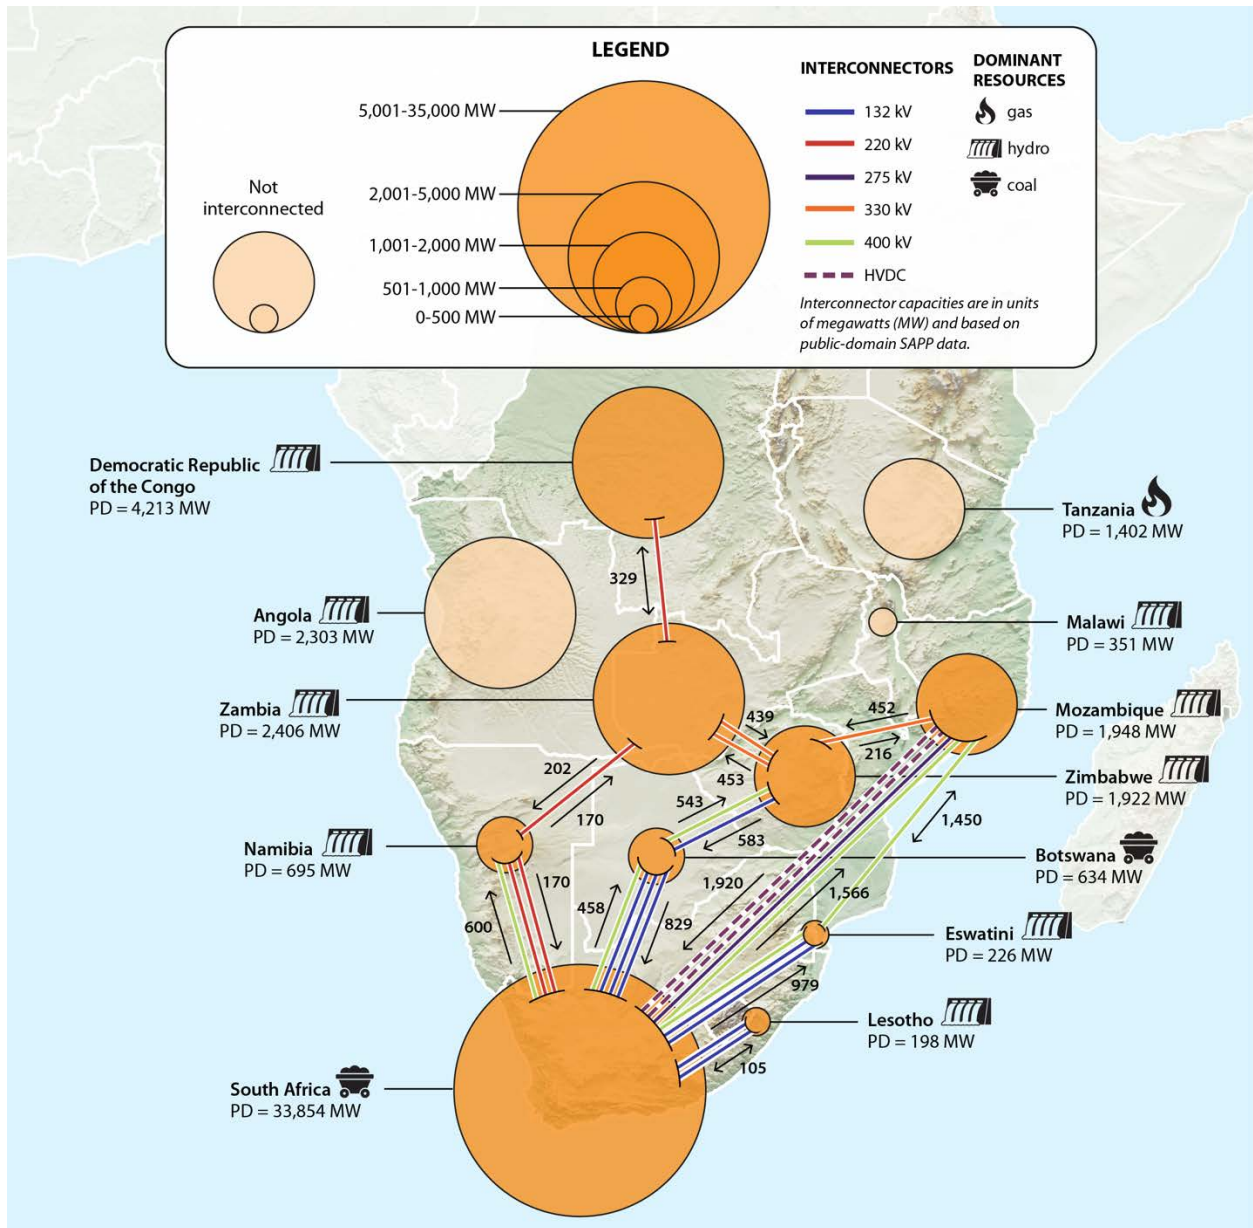 LEGEND
Not
interconnected
5,001-35,000 MW
2,001-5,000 MW
1,001-2,000 MW
501-1,000 MW
0-500 MW
INTERCONNECTORS
132 kV
220 kV
275 kV
330 kV
400 kV
HVDC
DOMINANT
RESOURCES
gas
hydro
coal
Interconnector capacities are in units
of megawatts (MW) and based on
public-domain SAPP data.
Democratic Republic
of the Congo
PD = 4,213 MW
Tanzania
PD = 1,402 MW
329
Angola
PD = 2,303 MW
Malawi
PD = 351 MW
Zambia
PD = 2,406 MW
439
452
Mozambique
PD = 1,948 MW
216
202
453
Zimbabwe
PD = 1,922 MW
543
170
1,450
583
Namibia
PD = 695 MW
Botswana
PD = 634 MW
170
1,920
1,566
458
829
600
Eswatini
PD = 226 MW
979
Lesotho
PD = 198 MW
105
South Africa
PD = 33,854 MW